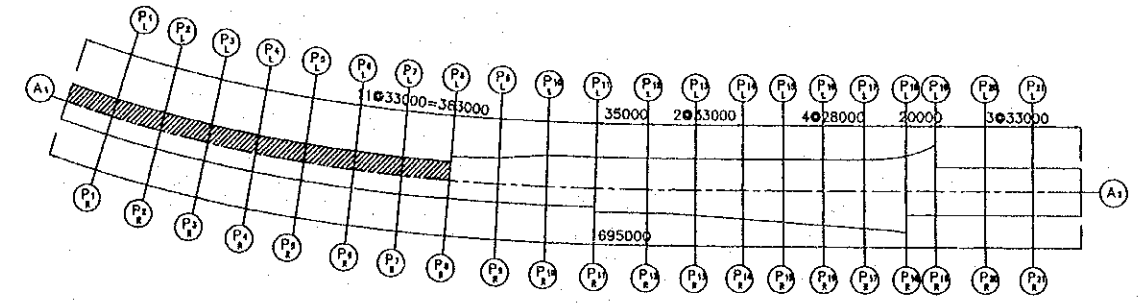 P1 L P2 L P3 L P4 L P5 L P6 L P7 L P8 L P9 L P10 L P11 L P12 L P13 L P14 L P15 L P16 L P17 L P18 L P19 L P20 L P21 L
A1
11@33000=383000 35000 2@33000 4@28000 20000 3@33000
A2
695000
P1 R P2 R P3 R P4 R P5 R P6 R P7 R P8 R P9 R P10 R P11 R P12 R P13 R P14 R P15 R P16 R P17 R P18 R P19 R P20 R P21 R